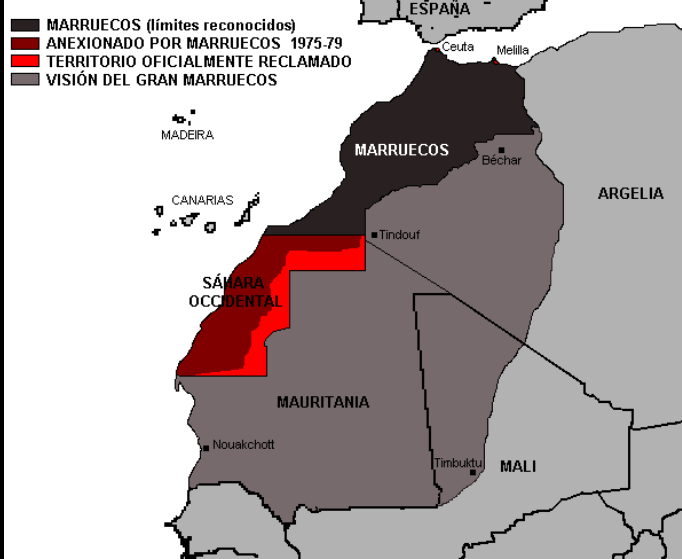 MARRUECOS (límites reconocidos)
ANEXIONADO POR MARRUECOS 1975-79
TERRITORIO OFICIALMENTE RECLAMADO
VISIÓN DEL GRAN MARRUECOS
ESPAÑA
Ceuta
Melilla
MADEIRA
MARRUECOS
Béchar
CANARIAS
ARGELIA
Tindouf
SÁHARA
OCCIDENTAL
MAURITANIA
Nouakchott
Timbuktu
MALI